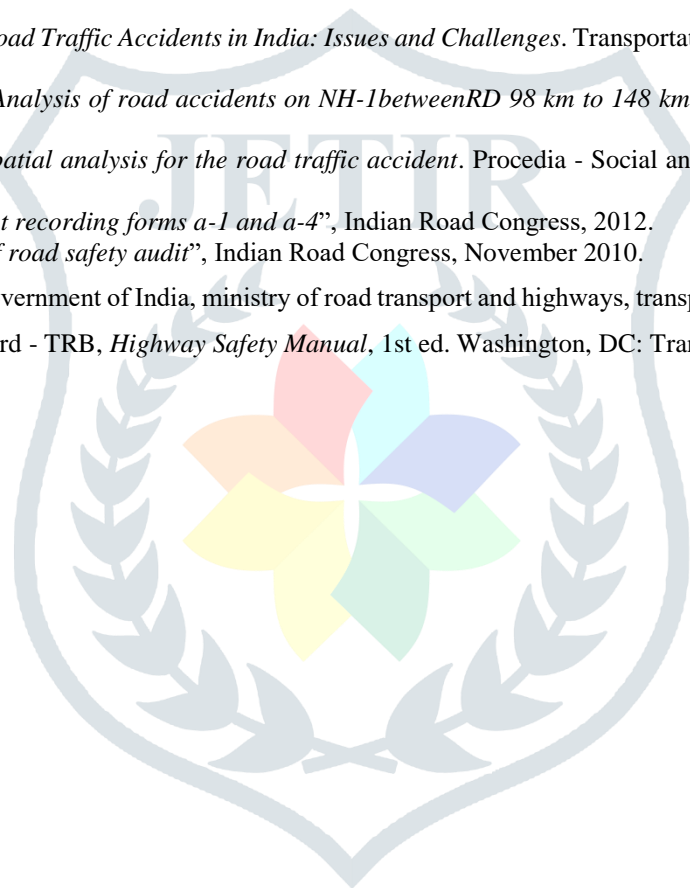 oad Traffic Accidents in India: Issues and Challenges. Transportat
Analysis of road accidents on NH-1betweenRD 98 km to 148 km
patial analysis for the road traffic accident. Procedia - Social an
JETIR
t recording forms a-1 and a-4”, Indian Road Congress, 2012.
f road safety audit”, Indian Road Congress, November 2010.
vernment of India, ministry of road transport and highways, transp
rd - TRB, Highway Safety Manual, 1st ed. Washington, DC: Tran